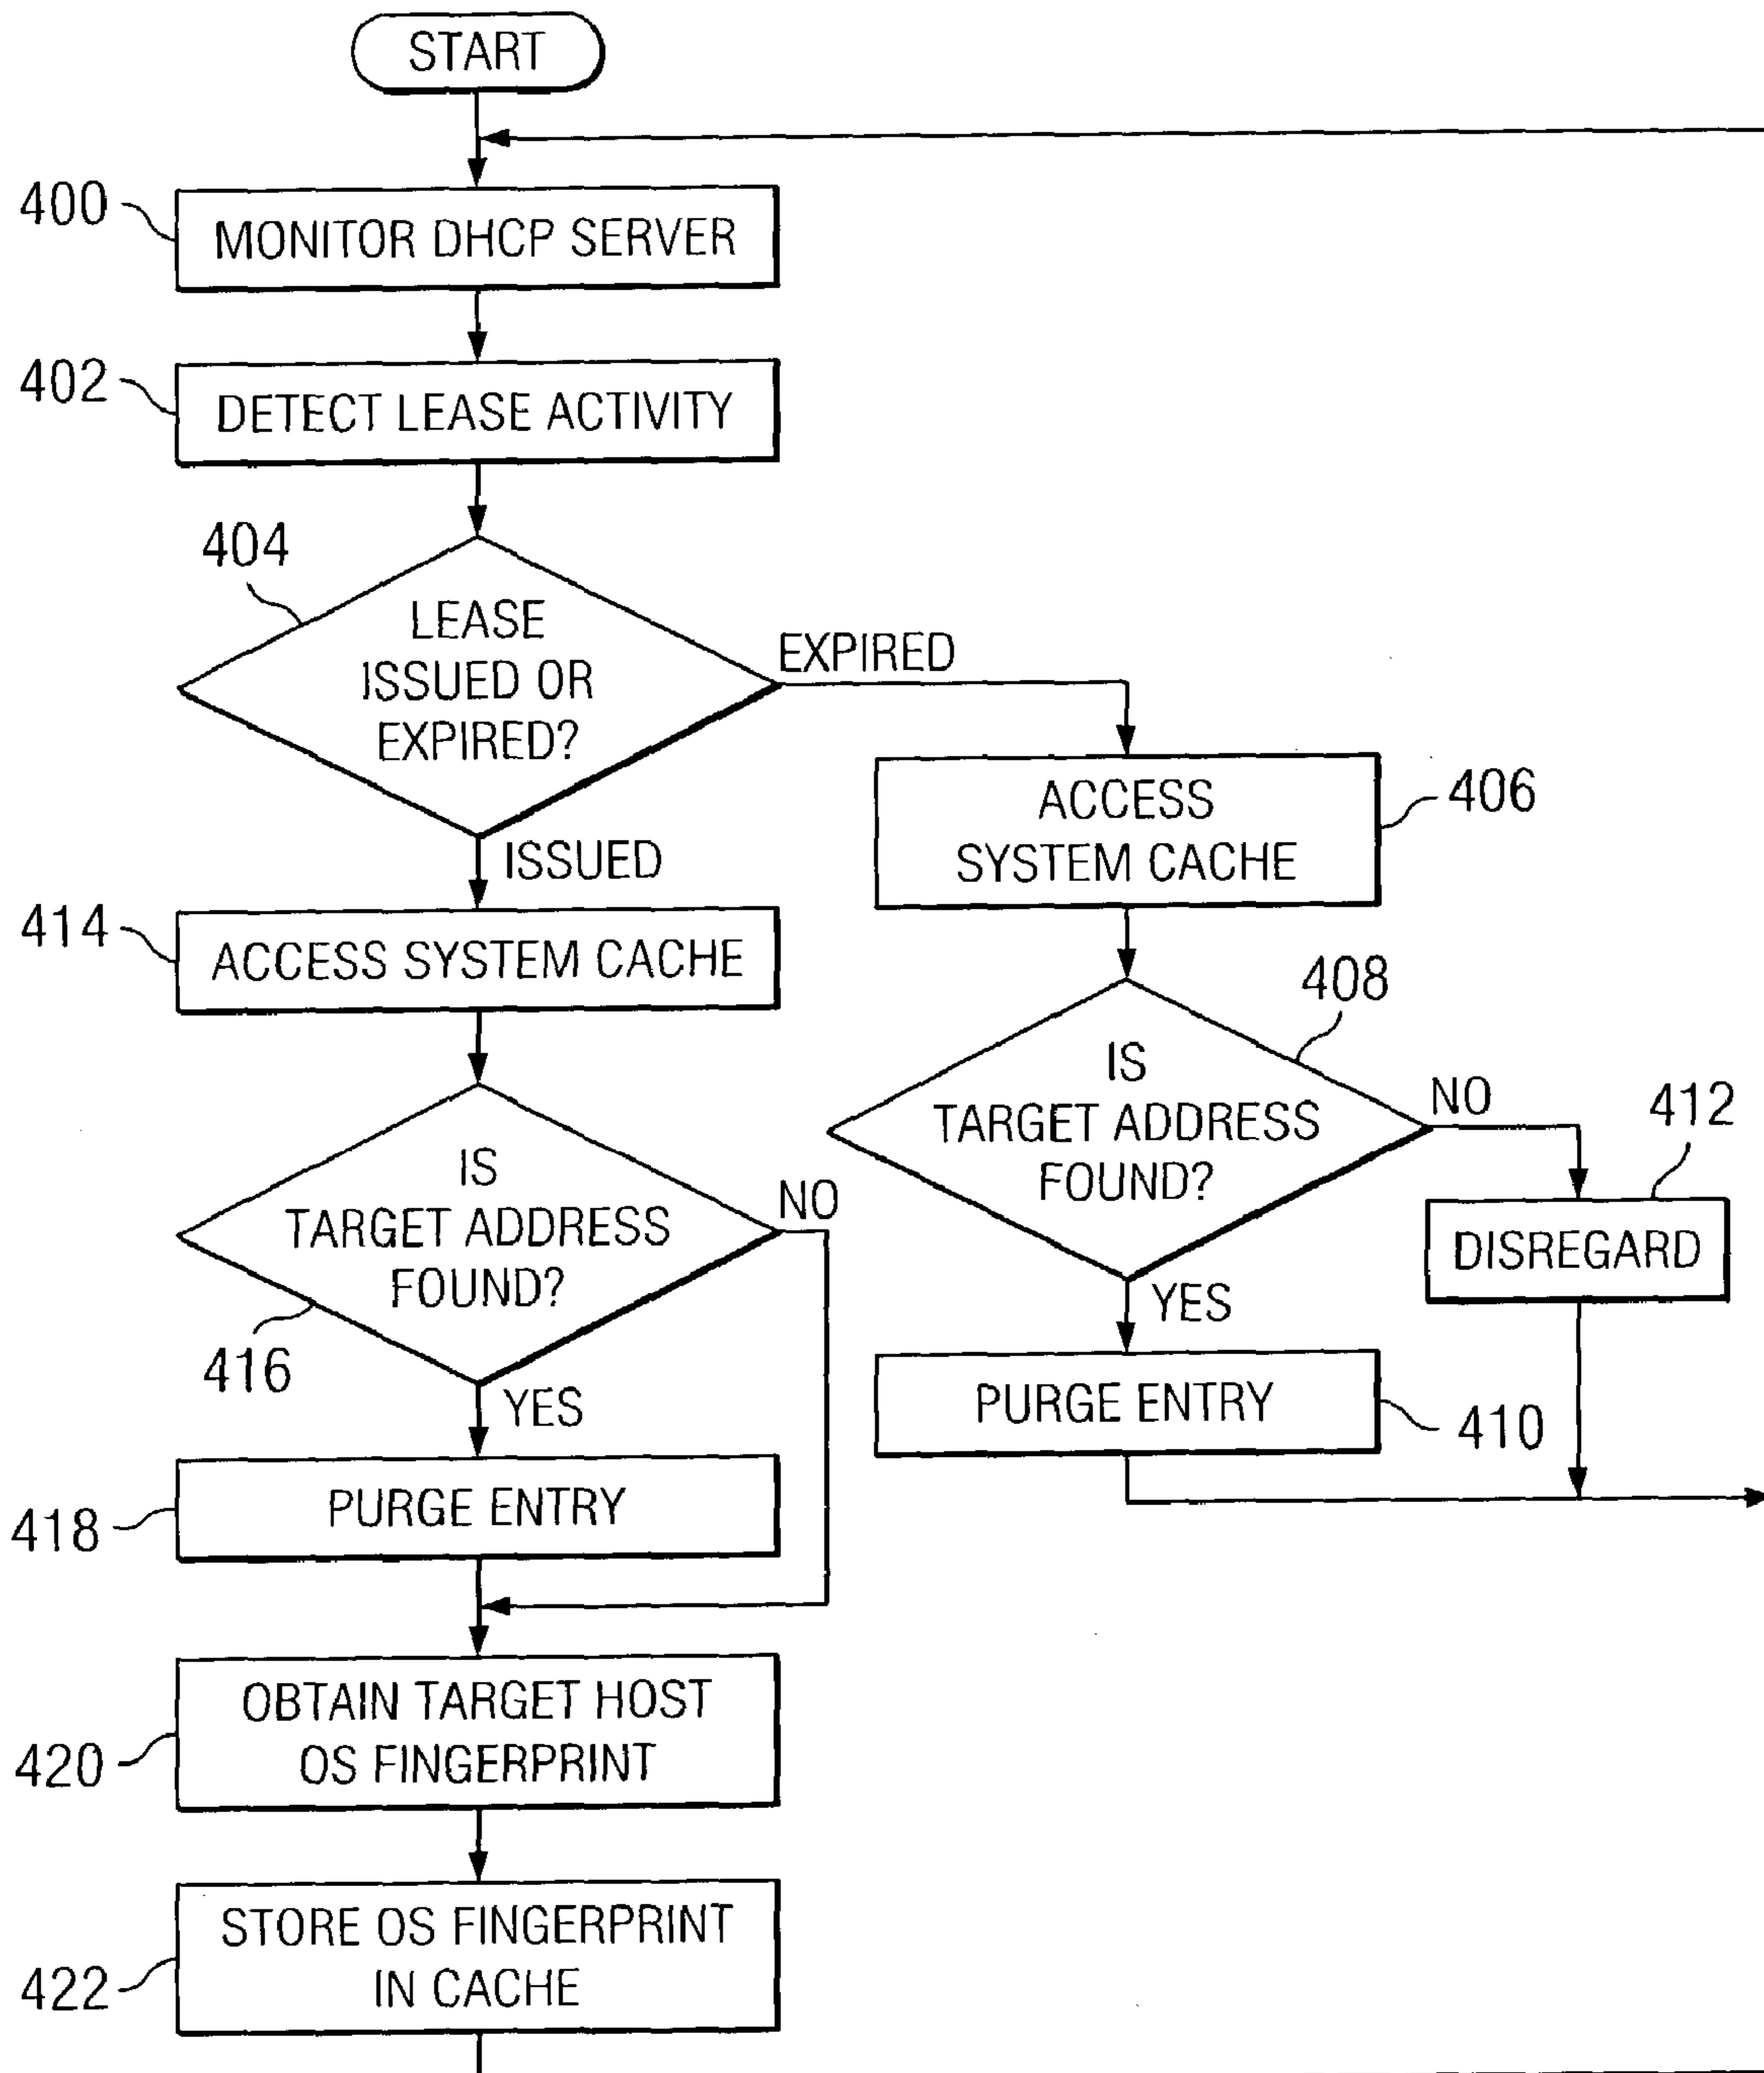 START
400
MONITOR DHCP SERVER
402
DETECT LEASE ACTIVITY
404
LEASE
ISSUED OR
EXPIRED?
EXPIRED
ISSUED
406
ACCESS
SYSTEM CACHE
414
ACCESS SYSTEM CACHE
408
IS
TARGET ADDRESS
FOUND?
NO
412
DISREGARD
YES
PURGE ENTRY
410
IS
TARGET ADDRESS
FOUND?
NO
416
YES
PURGE ENTRY
418
OBTAIN TARGET HOST
OS FINGERPRINT
420
STORE OS FINGERPRINT
IN CACHE
422